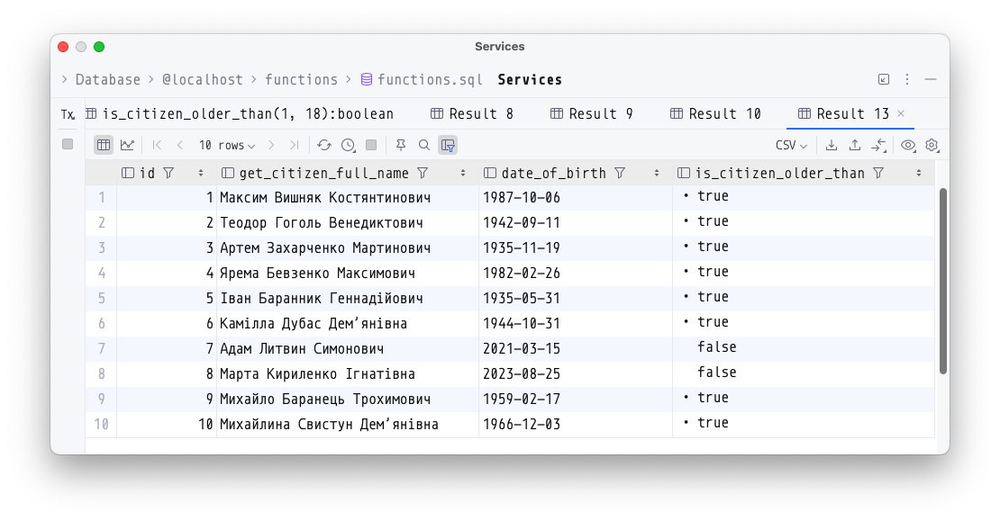 Services
Database @localhost functions functions.sql Services
Tx is_citizen_older_than(1, 18):boolean Result 8 Result 9 Result 10 Result 13
10 rows CSV
id get_citizen_full_name date_of_birth is_citizen_older_than
1 1 Максим Вишняк Костянтинович 1987-10-06 • true
2 2 Теодор Гоголь Венедиктович 1942-09-11 • true
3 3 Артем Захарченко Мартинович 1935-11-19 • true
4 4 Ярема Бевзенко Максимович 1982-02-26 • true
5 5 Іван Баранник Геннадійович 1935-05-31 • true
6 6 Камілла Дубас Дем’янівна 1944-10-31 • true
7 7 Адам Литвин Симонович 2021-03-15 false
8 8 Марта Кириленко Ігнатівна 2023-08-25 false
9 9 Михайло Баранець Трохимович 1959-02-17 • true
10 10 Михайлина Свистун Дем’янівна 1966-12-03 • true